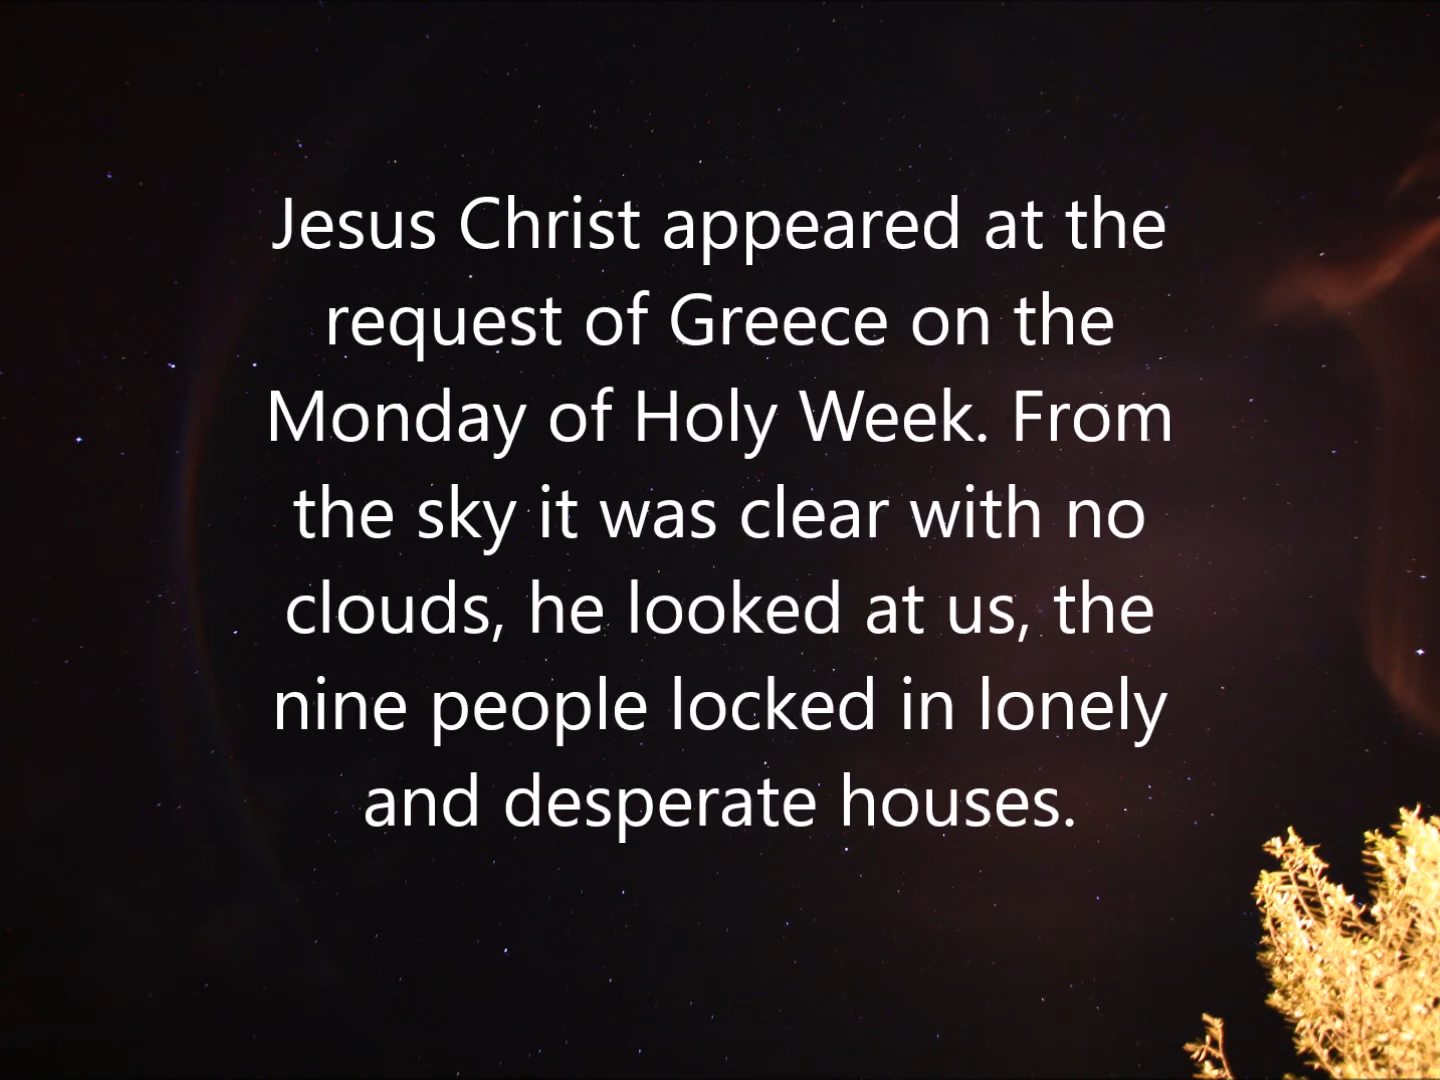 Jesus Christ appeared at the
request of Greece on the
Monday of Holy Week. From
the sky it was clear with no
clouds, he looked at us, the
nine people locked in lonely
and desperate houses.